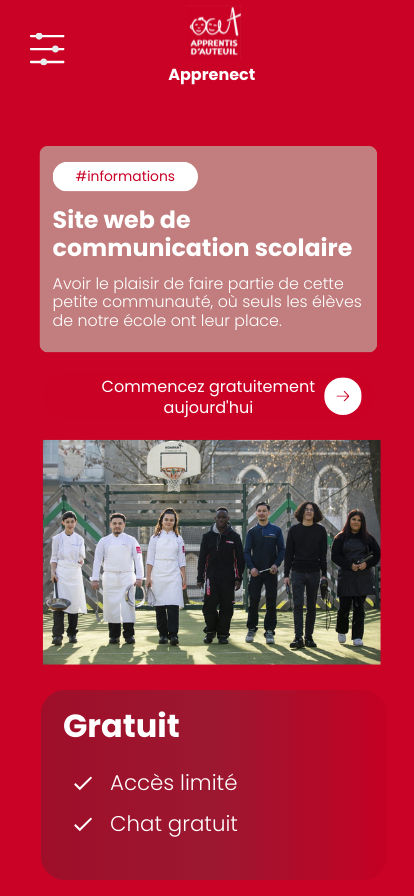 APPRENTIS
D'AUTEUIL
Apprenect
#informations
Site web de
communication scolaire
Avoir le plaisir de faire partie de cette
petite communauté, où seuls les élèves
de notre école ont leur place.
Commencez gratuitement
aujourd'hui
Gratuit
Accès limité
Chat gratuit